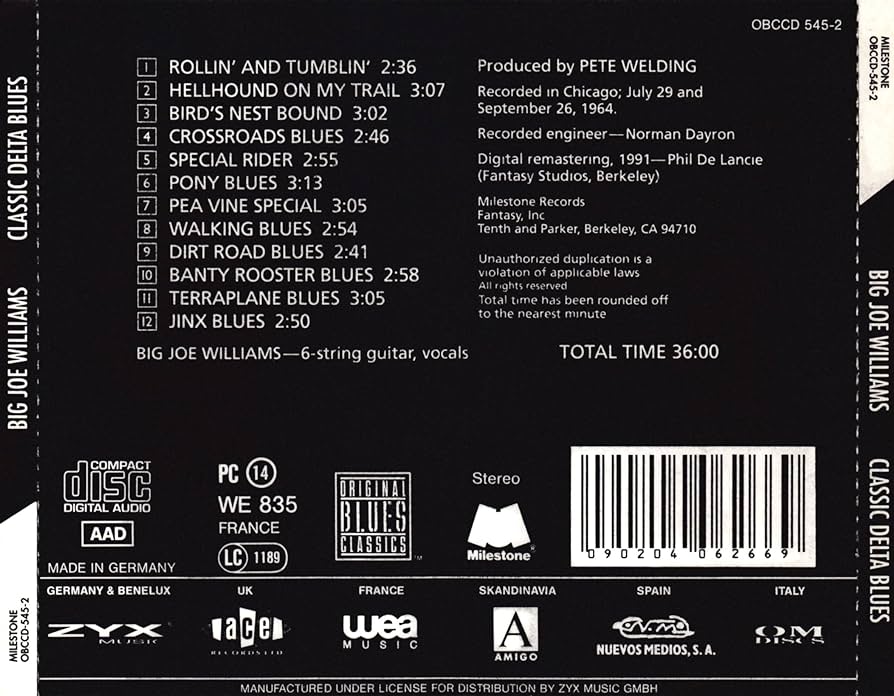 OBCCD 545-2
1 ROLLIN' AND TUMBLIN' 2:36
2 HELLHOUND ON MY TRAIL 3:07
3 BIRD'S NEST BOUND 3:02
4 CROSSROADS BLUES 2:46
5 SPECIAL RIDER 2:55
6 PONY BLUES 3:13
7 PEA VINE SPECIAL 3:05
8 WALKING BLUES 2:54
9 DIRT ROAD BLUES 2:41
10 BANTY ROOSTER BLUES 2:58
11 TERRAPLANE BLUES 3:05
12 JINX BLUES 2:50
BIG JOE WILLIAMS—6-string guitar, vocals
Produced by PETE WELDING
Recorded in Chicago; July 29 and
September 26, 1964.
Recorded engineer—Norman Dayron
Digital remastering, 1991—Phil De Lancie
(Fantasy Studios, Berkeley)
Milestone Records
Fantasy, Inc
Tenth and Parker, Berkeley, CA 94710
Unauthorized duplication is a
violation of applicable laws
All rights reserved
Total time has been rounded off
to the nearest minute
TOTAL TIME 36:00
COMPACT
disc
DIGITAL AUDIO
AAD
MADE IN GERMANY
PC 14
WE 835
FRANCE
LC 1189
ORIGINAL
BLUES
CLASSICS
TM
Stereo
Milestone®
0 90204 06266 9
GERMANY & BENELUX
ZYX
MUSIC
UK
ace
RECORDS LTD
FRANCE
wea
MUSIC
SKANDINAVIA
A
AMIGO
SPAIN
N.M.
NUEVOS MEDIOS, S.A.
ITALY
OM
DISCS
MANUFACTURED UNDER LICENSE FOR DISTRIBUTION BY ZYX MUSIC GMBH
MILESTONE
OBCCD-545-2
BIG JOE WILLIAMS
CLASSIC DELTA BLUES
MILESTONE
OBCCD-545-2
BIG JOE WILLIAMS
CLASSIC DELTA BLUES